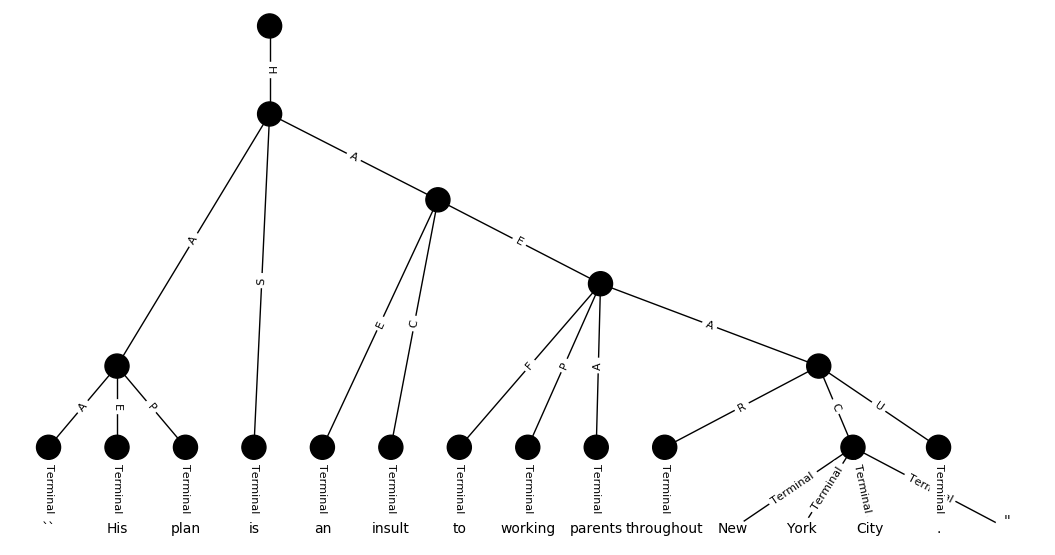 H
A
A
S
E
E
C
A
F
P
A
A
E
P
R
C
U
Terminal Terminal Terminal Terminal Terminal Terminal Terminal Terminal Terminal Terminal Terminal Terminal Terminal Terminal
`` His plan is an insult to working parents throughout New York City . "